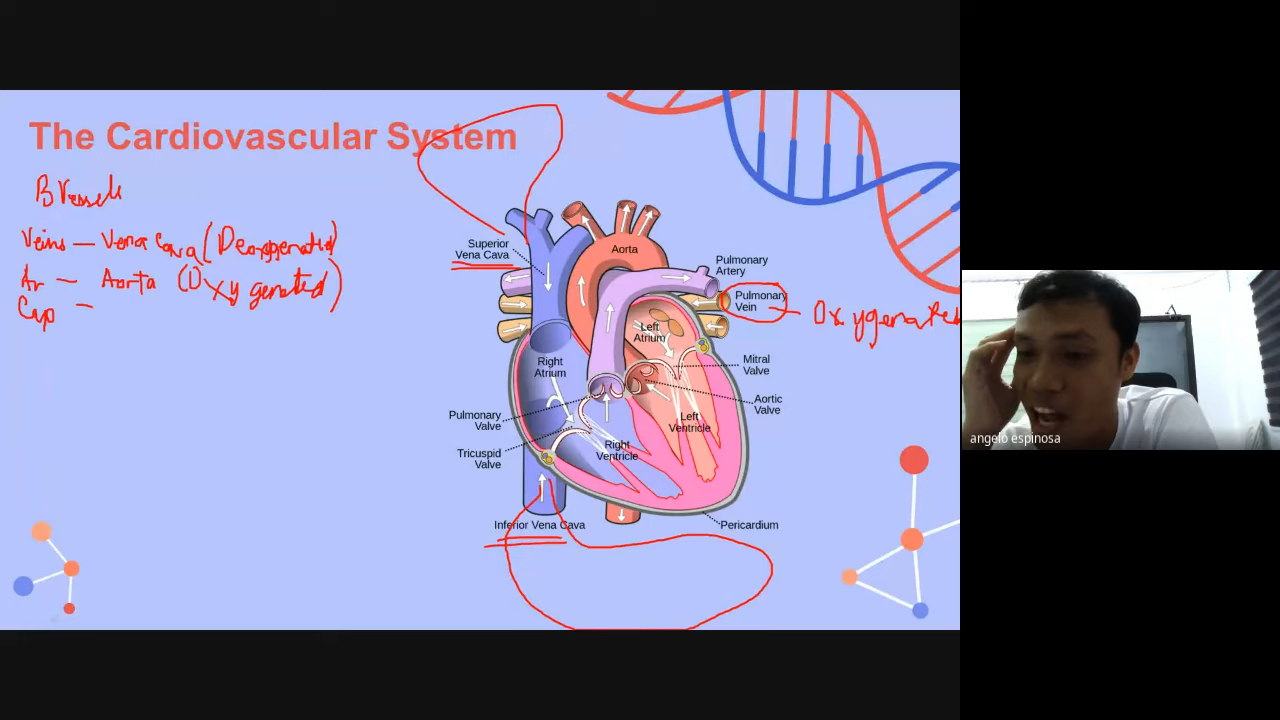 The Cardiovascular System
B Vessels
Veins — Vena Cava (Deoxygenated)
Ar — Aorta (Oxygenated)
Cap —
Superior
Vena Cava
Aorta
Pulmonary
Artery
Pulmonary
Vein
— Oxygenated
Left
Atrium
Right
Atrium
Mitral
Valve
Aortic
Valve
Pulmonary
Valve
Left
Ventricle
Right
Ventricle
Tricuspid
Valve
Inferior Vena Cava
Pericardium
angelo espinosa